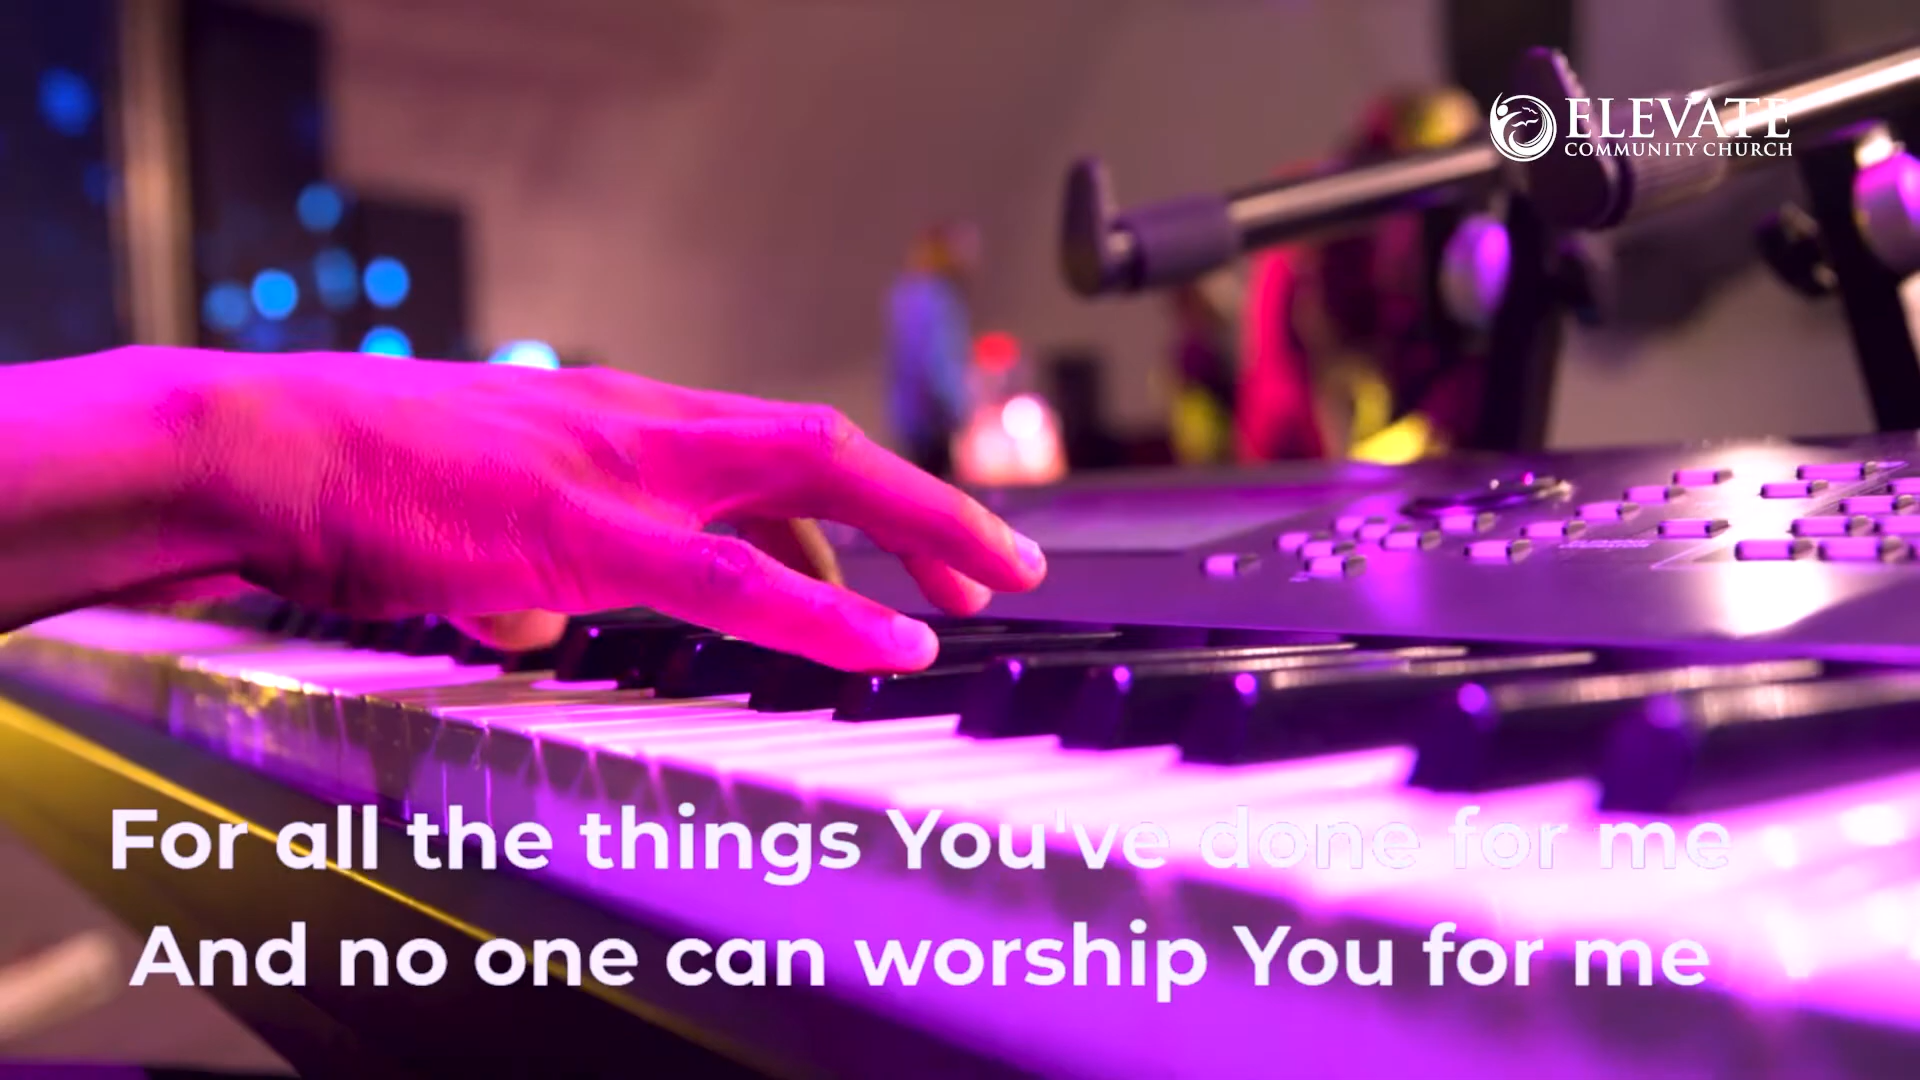 ELEVATE
COMMUNITY CHURCH
For all the things You've done for me
And no one can worship You for me